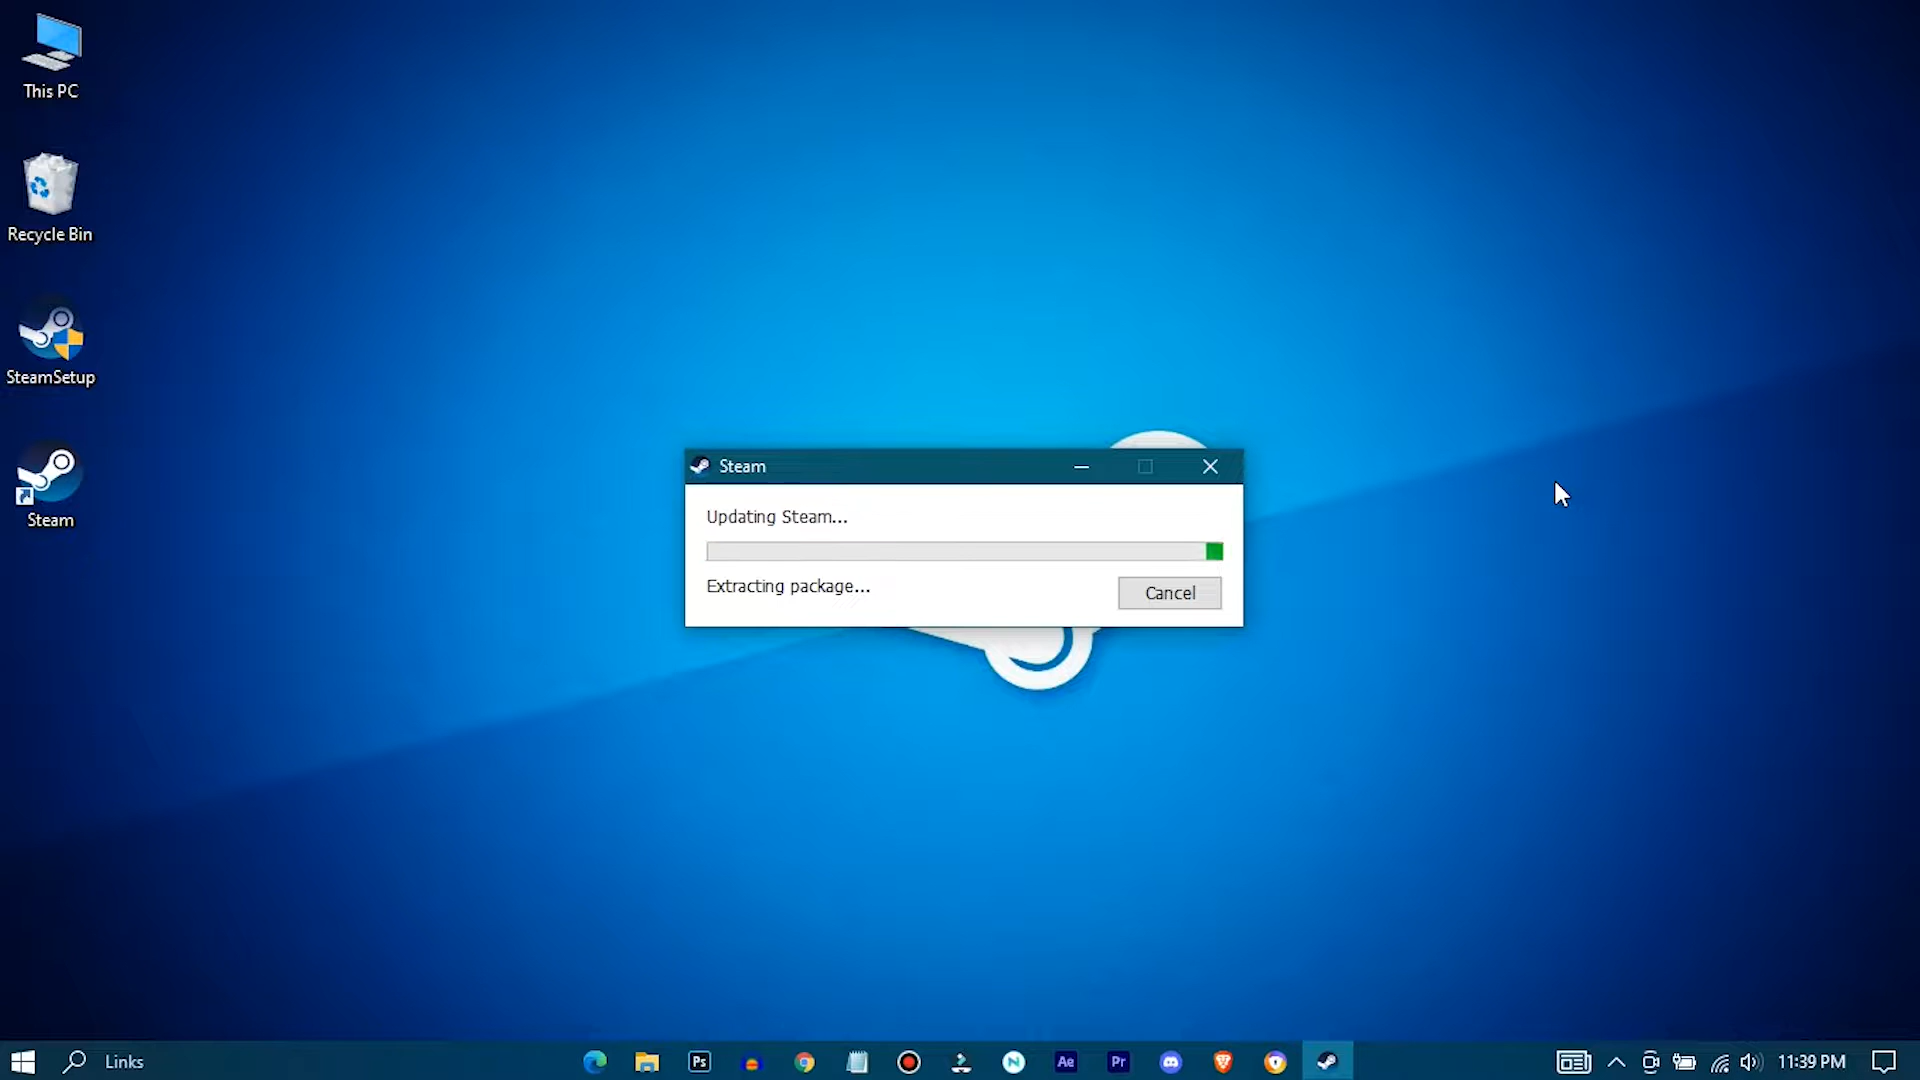 This PC
Recycle Bin
SteamSetup
Steam
Steam
Updating Steam...
Extracting package...
Cancel
Links
Ps
N
Ae
Pr
11:39 PM